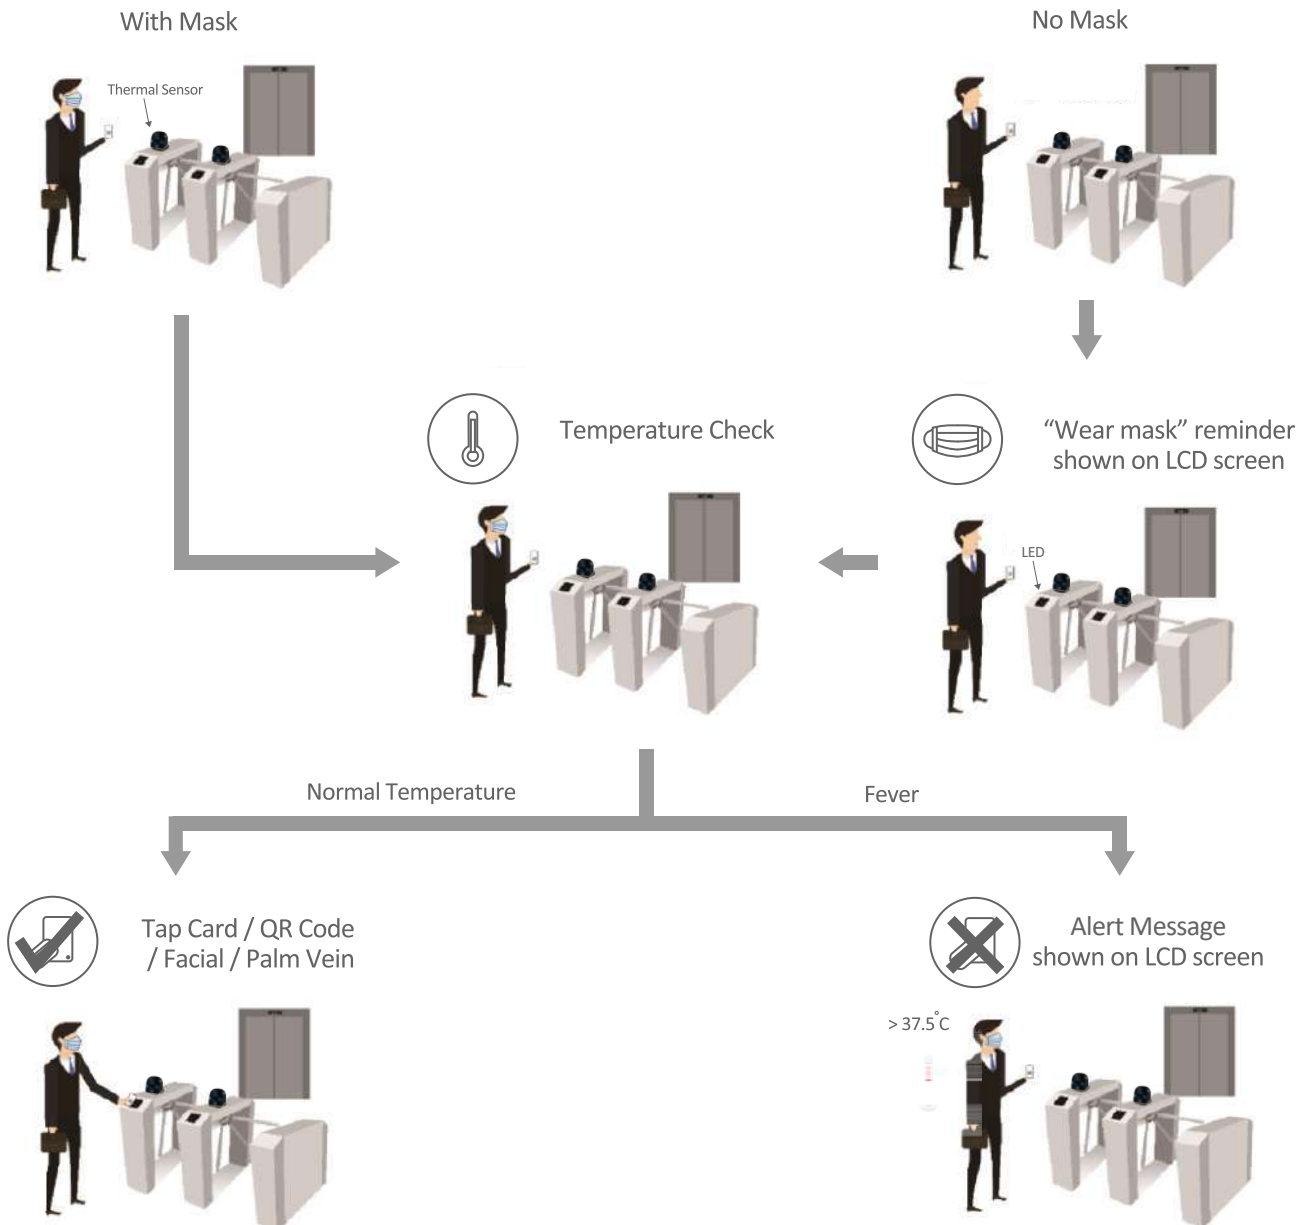 With Mask
No Mask
Thermal Sensor
Temperature Check
“Wear mask” reminder
shown on LCD screen
LED
Normal Temperature
Fever
Tap Card / QR Code
/ Facial / Palm Vein
Alert Message
shown on LCD screen
> 37.5°C